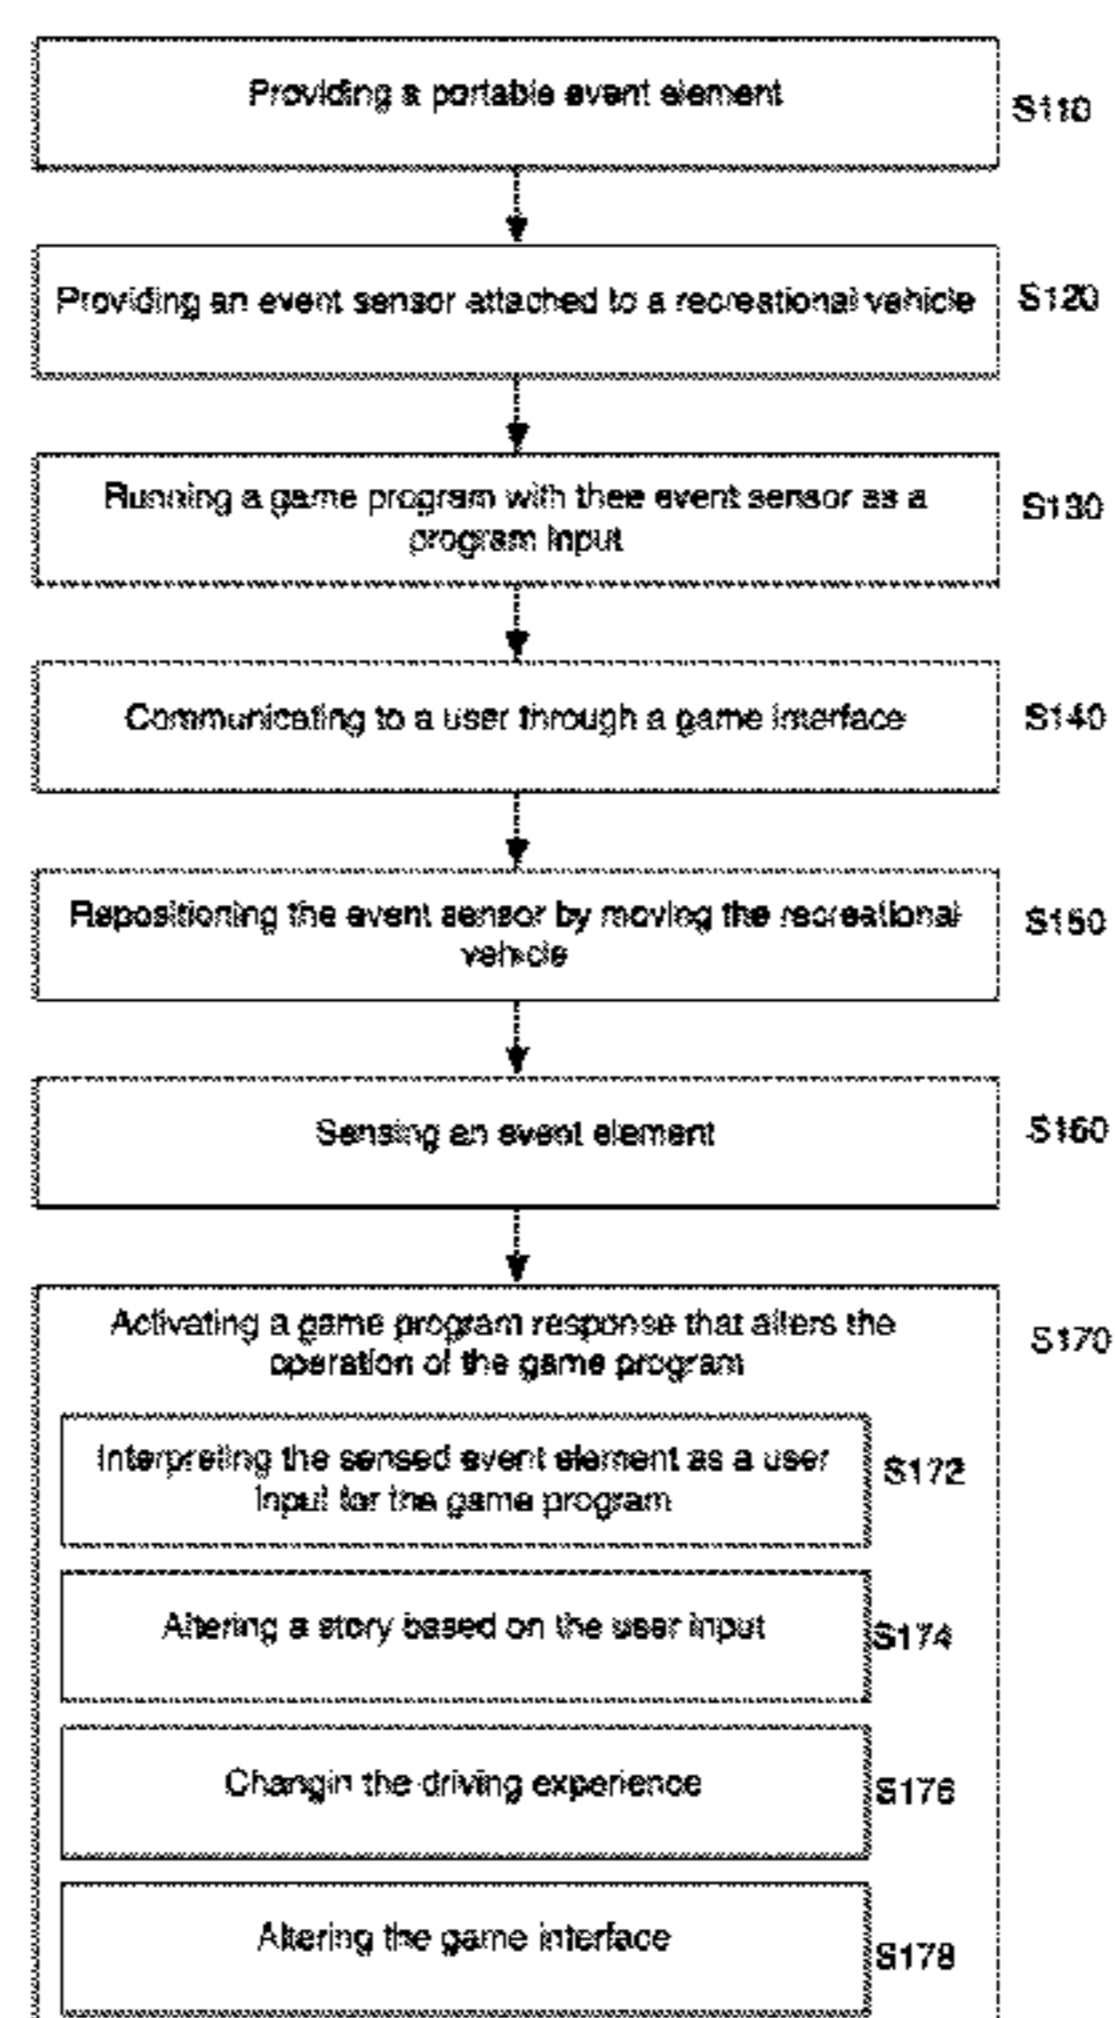 Providing a portable event element
S110
Providing an event sensor attached to a recreational vehicle
S120
Running a game program with thee event sensor as a
program input
S130
Communicating to a user through a game interface
S140
Repositioning the event sensor by moving the recreational
vehicle
S150
Sensing an event element
S160
Activating a game program response that alters the
operation of the game program
S170
Interpreting the sensed event element as a user
input for the game program
S172
Altering a story based on the user input
S174
Changin the driving experience
S176
Altering the game interface
S178